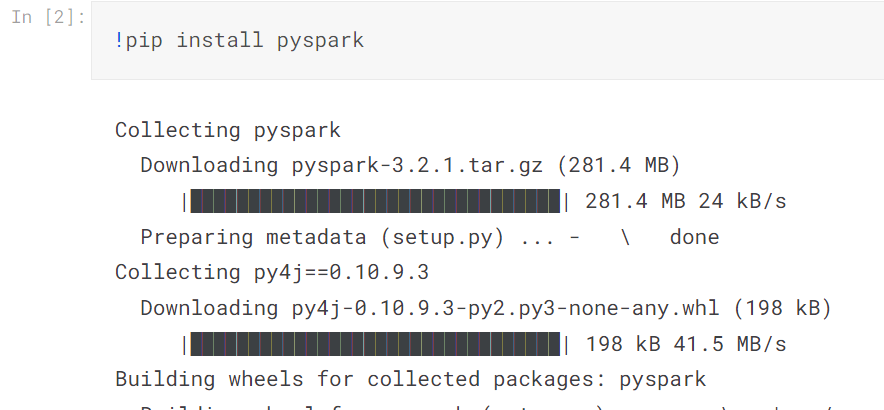 In [2]:
!pip install pyspark
Collecting pyspark
Downloading pyspark-3.2.1.tar.gz (281.4 MB)
|████████████████████████████████| 281.4 MB 24 kB/s
Preparing metadata (setup.py) ... - \ done
Collecting py4j==0.10.9.3
Downloading py4j-0.10.9.3-py2.py3-none-any.whl (198 kB)
|████████████████████████████████| 198 kB 41.5 MB/s
Building wheels for collected packages: pyspark